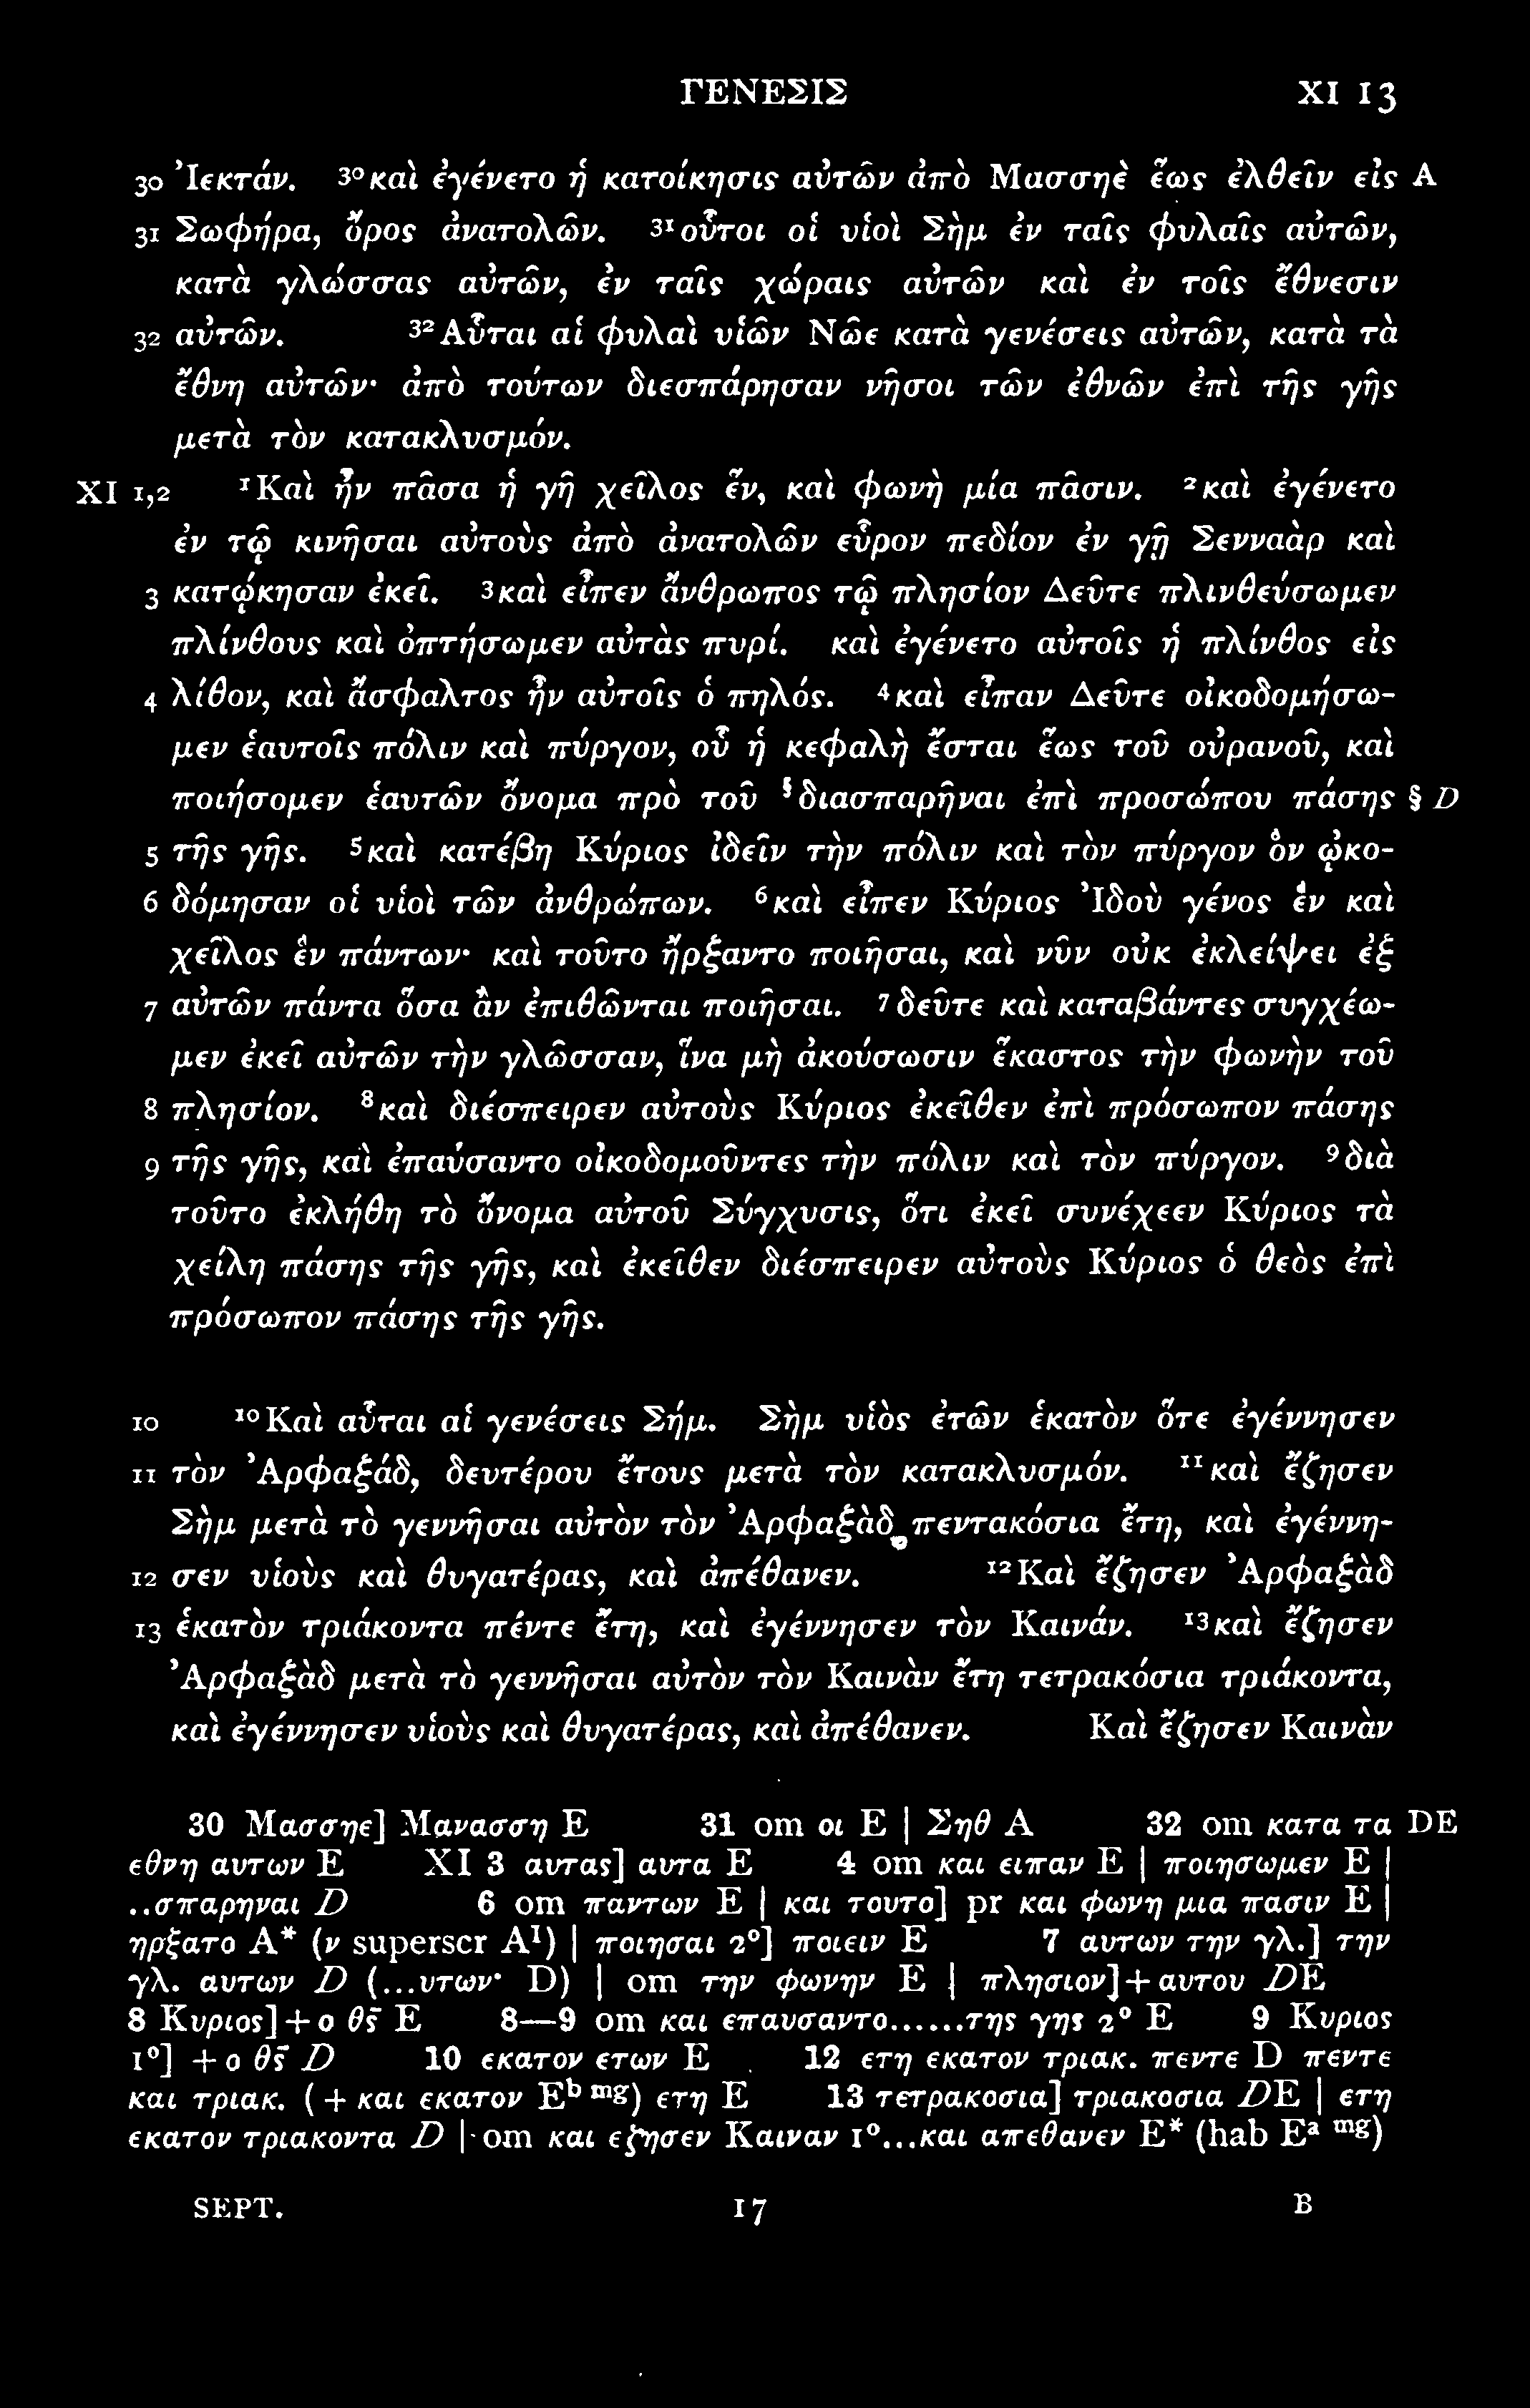 ΓΕΝΕΣΙΣ XI 13
30 Ἰεκτάν. ³⁰καὶ ἐγένετο ἡ κατοίκησις αὐτῶν ἀπὸ Μασσηὲ ἕως ἐλθεῖν εἰς A
31 Σωφήρα, ὄρος ἀνατολῶν. ³¹οὗτοι οἱ υἱοὶ Σὴμ ἐν ταῖς φυλαῖς αὐτῶν,
κατὰ γλώσσας αὐτῶν, ἐν ταῖς χώραις αὐτῶν καὶ ἐν τοῖς ἔθνεσιν
32 αὐτῶν. ³²Αὗται αἱ φυλαὶ υἱῶν Νῶε κατὰ γενέσεις αὐτῶν, κατὰ τὰ
ἔθνη αὐτῶν· ἀπὸ τούτων διεσπάρησαν νῆσοι τῶν ἐθνῶν ἐπὶ τῆς γῆς
μετὰ τὸν κατακλυσμόν.
XI 1,2 ¹Καὶ ἦν πᾶσα ἡ γῆ χεῖλος ἕν, καὶ φωνὴ μία πᾶσιν. ²καὶ ἐγένετο
ἐν τῷ κινῆσαι αὐτοὺς ἀπὸ ἀνατολῶν εὗρον πεδίον ἐν γῇ Σενναὰρ καὶ
3 κατῴκησαν ἐκεῖ. ³καὶ εἶπεν ἄνθρωπος τῷ πλησίον Δεῦτε πλινθεύσωμεν
πλίνθους καὶ ὀπτήσωμεν αὐτὰς πυρί. καὶ ἐγένετο αὐτοῖς ἡ πλίνθος εἰς
4 λίθον, καὶ ἄσφαλτος ἦν αὐτοῖς ὁ πηλός. ⁴καὶ εἶπαν Δεῦτε οἰκοδομήσω-
μεν ἑαυτοῖς πόλιν καὶ πύργον, οὗ ἡ κεφαλὴ ἔσται ἕως τοῦ οὐρανοῦ, καὶ
ποιήσομεν ἑαυτῶν ὄνομα πρὸ τοῦ §διασπαρῆναι ἐπὶ προσώπου πάσης § D
5 τῆς γῆς. ⁵καὶ κατέβη Κύριος ἰδεῖν τὴν πόλιν καὶ τὸν πύργον ὃν ᾠκο-
6 δόμησαν οἱ υἱοὶ τῶν ἀνθρώπων. ⁶καὶ εἶπεν Κύριος Ἰδοὺ γένος ἓν καὶ
χεῖλος ἓν πάντων· καὶ τοῦτο ἤρξαντο ποιῆσαι, καὶ νῦν οὐκ ἐκλείψει ἐξ
7 αὐτῶν πάντα ὅσα ἂν ἐπιθῶνται ποιῆσαι. ⁷δεῦτε καὶ καταβάντες συγχέω-
μεν ἐκεῖ αὐτῶν τὴν γλῶσσαν, ἵνα μὴ ἀκούσωσιν ἕκαστος τὴν φωνὴν τοῦ
8 πλησίον. ⁸καὶ διέσπειρεν αὐτοὺς Κύριος ἐκεῖθεν ἐπὶ πρόσωπον πάσης
9 τῆς γῆς, καὶ ἐπαύσαντο οἰκοδομοῦντες τὴν πόλιν καὶ τὸν πύργον. ⁹διὰ
τοῦτο ἐκλήθη τὸ ὄνομα αὐτοῦ Σύγχυσις, ὅτι ἐκεῖ συνέχεεν Κύριος τὰ
χείλη πάσης τῆς γῆς, καὶ ἐκεῖθεν διέσπειρεν αὐτοὺς Κύριος ὁ θεὸς ἐπὶ
πρόσωπον πάσης τῆς γῆς.
10 ¹⁰Καὶ αὗται αἱ γενέσεις Σήμ. Σὴμ υἱὸς ἐτῶν ἑκατὸν ὅτε ἐγέννησεν
11 τὸν Ἀρφαξάδ, δευτέρου ἔτους μετὰ τὸν κατακλυσμόν. ¹¹καὶ ἔζησεν
Σὴμ μετὰ τὸ γεννῆσαι αὐτὸν τὸν Ἀρφαξὰδ πεντακόσια ἔτη, καὶ ἐγέννη-
12 σεν υἱοὺς καὶ θυγατέρας, καὶ ἀπέθανεν. ¹²Καὶ ἔζησεν Ἀρφαξὰδ
13 ἑκατὸν τριάκοντα πέντε ἔτη, καὶ ἐγέννησεν τὸν Καινάν. ¹³καὶ ἔζησεν
Ἀρφαξὰδ μετὰ τὸ γεννῆσαι αὐτὸν τὸν Καινὰν ἔτη τετρακόσια τριάκοντα,
καὶ ἐγέννησεν υἱοὺς καὶ θυγατέρας, καὶ ἀπέθανεν. Καὶ ἔζησεν Καινὰν
30 Μασσηε] Μανασση E 31 om οι E | Σηθ A 32 om κατα τα DE
εθνη αυτων E XI 3 αυτας] αυτα E 4 om και ειπαν E | ποιησωμεν E |
..σπαρηναι D 6 om παντων E | και τουτο] pr και φωνη μια πασιν E |
ηρξατο A* (ν superscr A¹) | ποιησαι 2°] ποιειν E 7 αυτων την γλ.] την
γλ. αυτων D (...υτων· D) | om την φωνην E | πλησιον]+αυτου DE
8 Κυριος]+ο θς̄ E 8—9 om και επαυσαντο......της γης 2° E 9 Κυριος
1°] +ο θς̄ D 10 εκατον ετων E 12 ετη εκατον τριακ. πεντε D πεντε
και τριακ. (+και εκατον Eᵇ ᵐᵍ) ετη E 13 τετρακοσια] τριακοσια DE | ετη
εκατον τριακοντα D | om και εζησεν Καιναν 1°...και απεθανεν E* (hab Eᵃ ᵐᵍ)
SEPT. 17 B